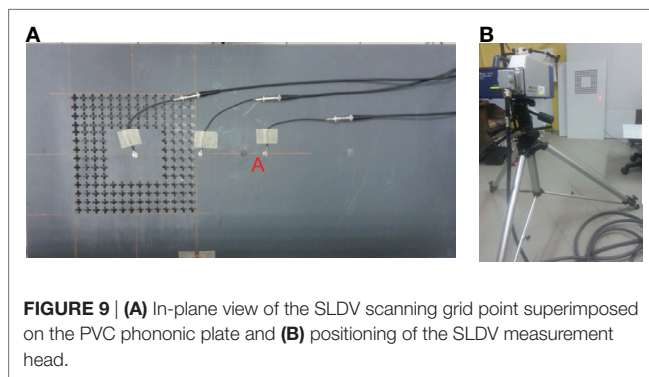 A
B
A
FIGURE 9 | (A) In-plane view of the SLDV scanning grid point superimposed
on the PVC phononic plate and (B) positioning of the SLDV measurement
head.